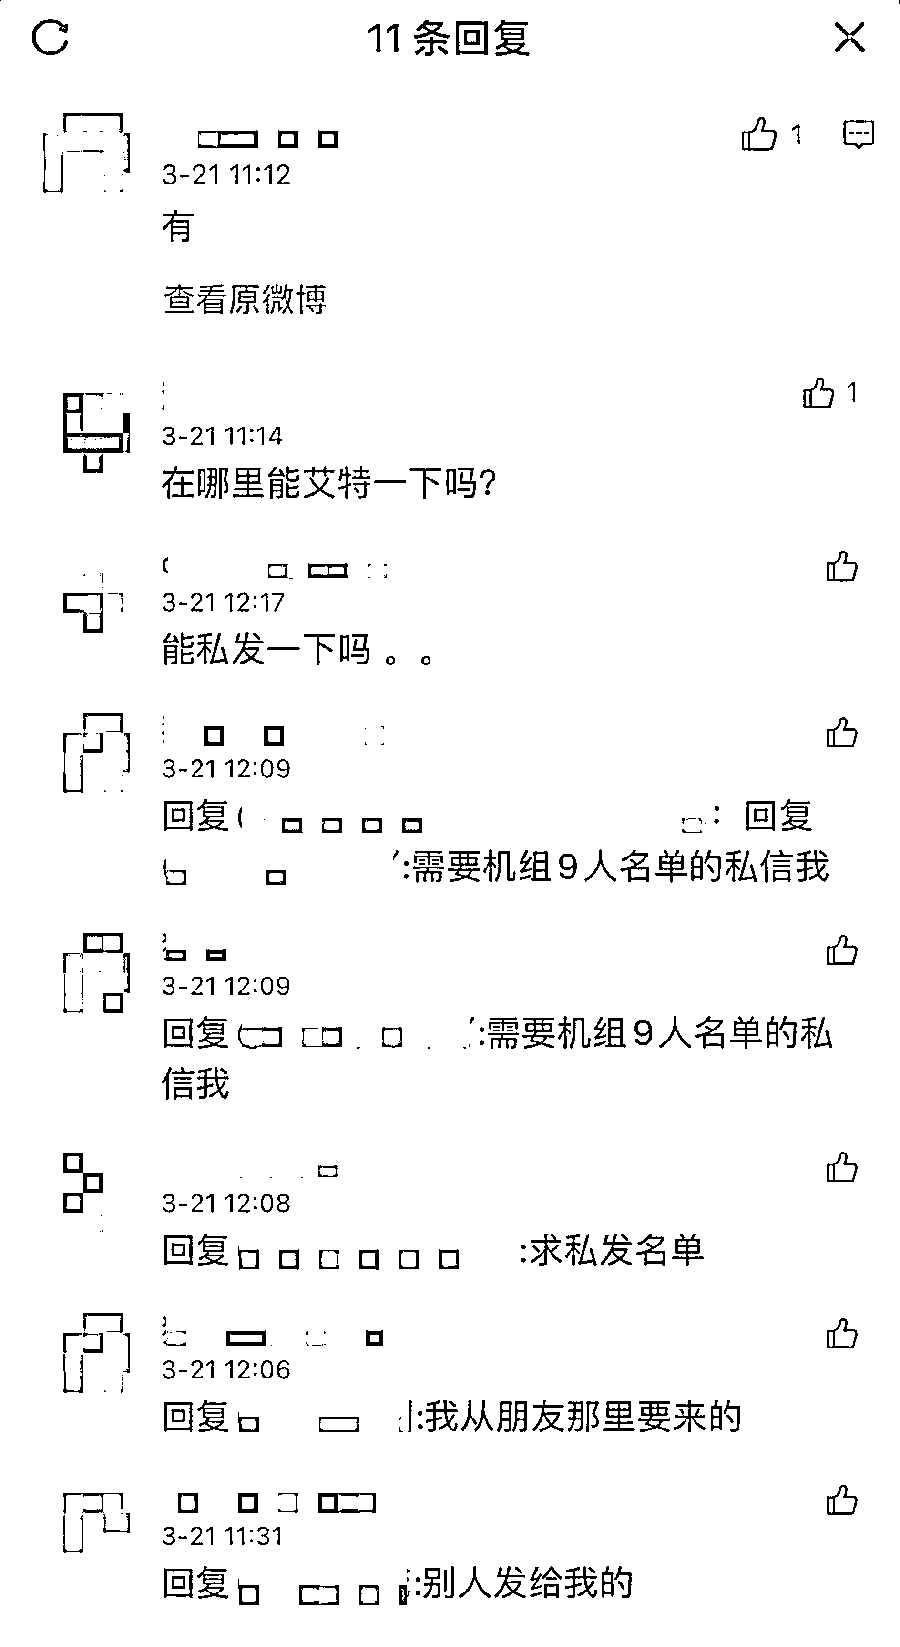 11 条回复
1
3-21 11:12
有
查看原微博
1
3-21 11:14
在哪里能艾特一下吗?
3-21 12:17
能私发一下吗 。。
3-21 12:09
回复 : 回复
:需要机组9人名单的私信我
3-21 12:09
回复 :需要机组9人名单的私
信我
3-21 12:08
回复 :求私发名单
3-21 12:06
回复 :我从朋友那里要来的
3-21 11:31
回复 :别人发给我的